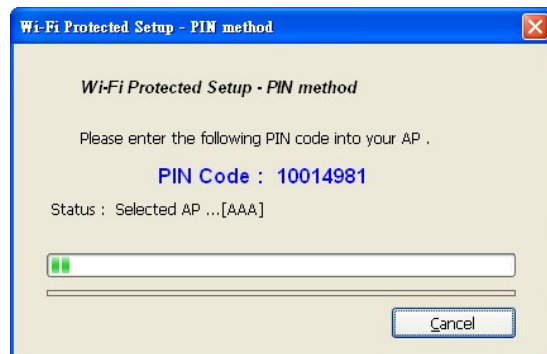 Wi-Fi Protected Setup - PIN method
Wi-Fi Protected Setup - PIN method
Please enter the following PIN code into your AP .
PIN Code : 10014981
Status : Selected AP ...[AAA]
Cancel